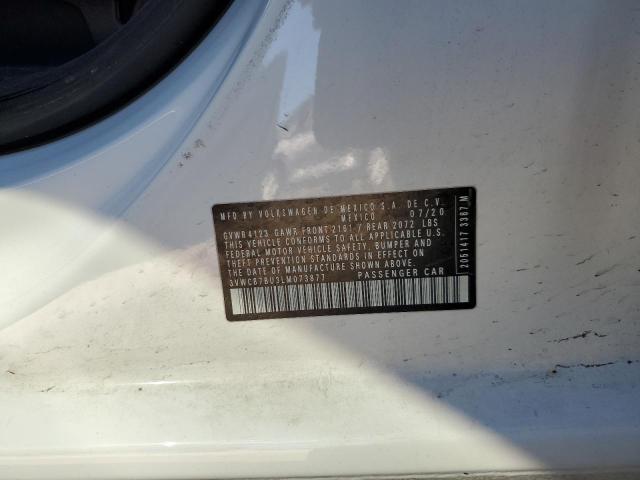 MFD BY VOLKSWAGEN DE MEXICO S.A. DE C.V.
MEXICO 07/20
GVWR 4123 GAWR FRONT 2161 / REAR 2072 LBS
THIS VEHICLE CONFORMS TO ALL APPLICABLE U.S.
FEDERAL MOTOR VEHICLE SAFETY, BUMPER AND
THEFT PREVENTION STANDARDS IN EFFECT ON
THE DATE OF MANUFACTURE SHOWN ABOVE.
3VWCB7BU3LM073877 PASSENGER CAR
2051417 3387 M